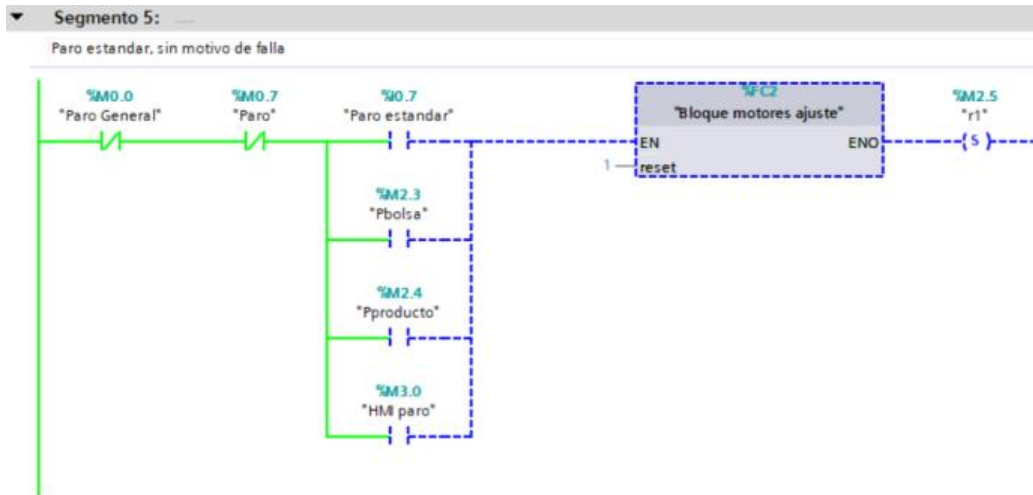 Segmento 5:
Paro estandar, sin motivo de falla
%M0.0
"Paro General"
%M0.7
"Paro"
%I0.7
"Paro estandar"
%FC2
"Bloque motores ajuste"
EN
ENO
1
reset
%M2.5
"r1"
S
%M2.3
"Pbolsa"
%M2.4
"Pproducto"
%M3.0
"HMI paro"